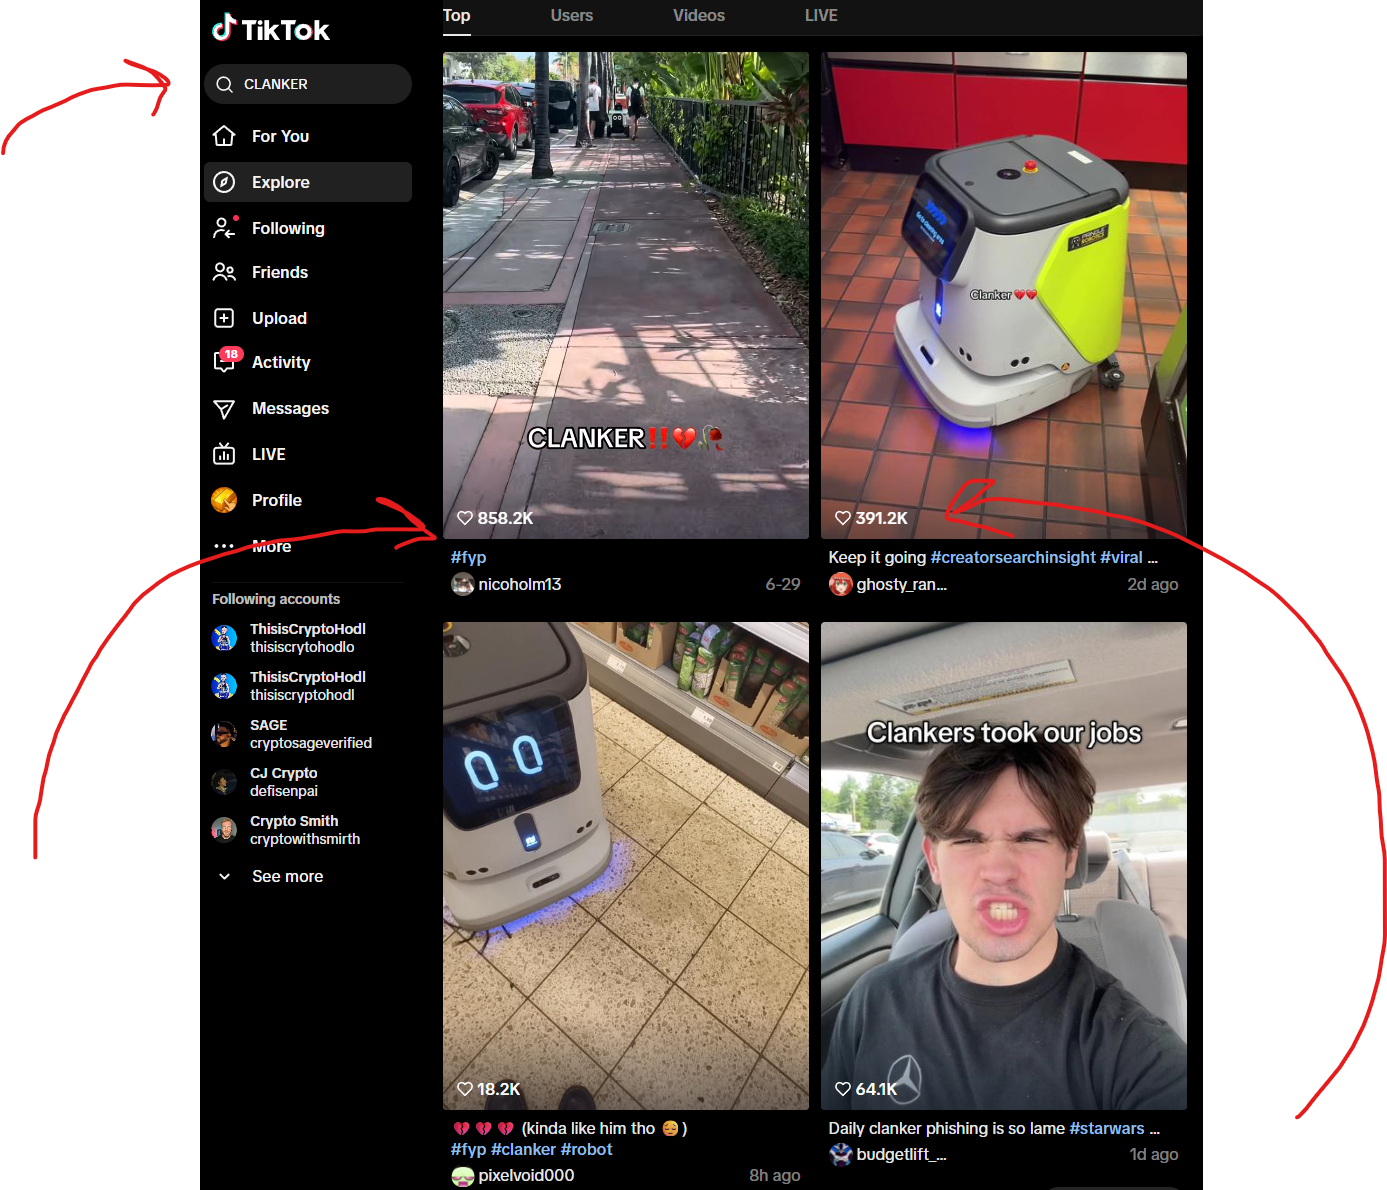 TikTok
CLANKER
For You
Explore
Following
Friends
Upload
18
Activity
Messages
LIVE
Profile
More
Following accounts
ThisisCryptoHodl
thisiscrytohodlo
ThisisCryptoHodl
thisiscryptohodl
SAGE
cryptosageverified
CJ Crypto
defisenpai
Crypto Smith
cryptowithsmirth
See more
Top Users Videos LIVE
CLANKER‼️💔🥀
858.2K
#fyp
nicoholm13 6-29
PRINGLE
ROBOTICS
Clanker 💔💔
391.2K
Keep it going #creatorsearchinsight #viral ...
ghosty_ran... 2d ago
18.2K
💔 💔 💔 (kinda like him tho 😔)
#fyp #clanker #robot
pixelvoid000 8h ago
Clankers took our jobs
64.1K
Daily clanker phishing is so lame #starwars ...
budgetlift_... 1d ago